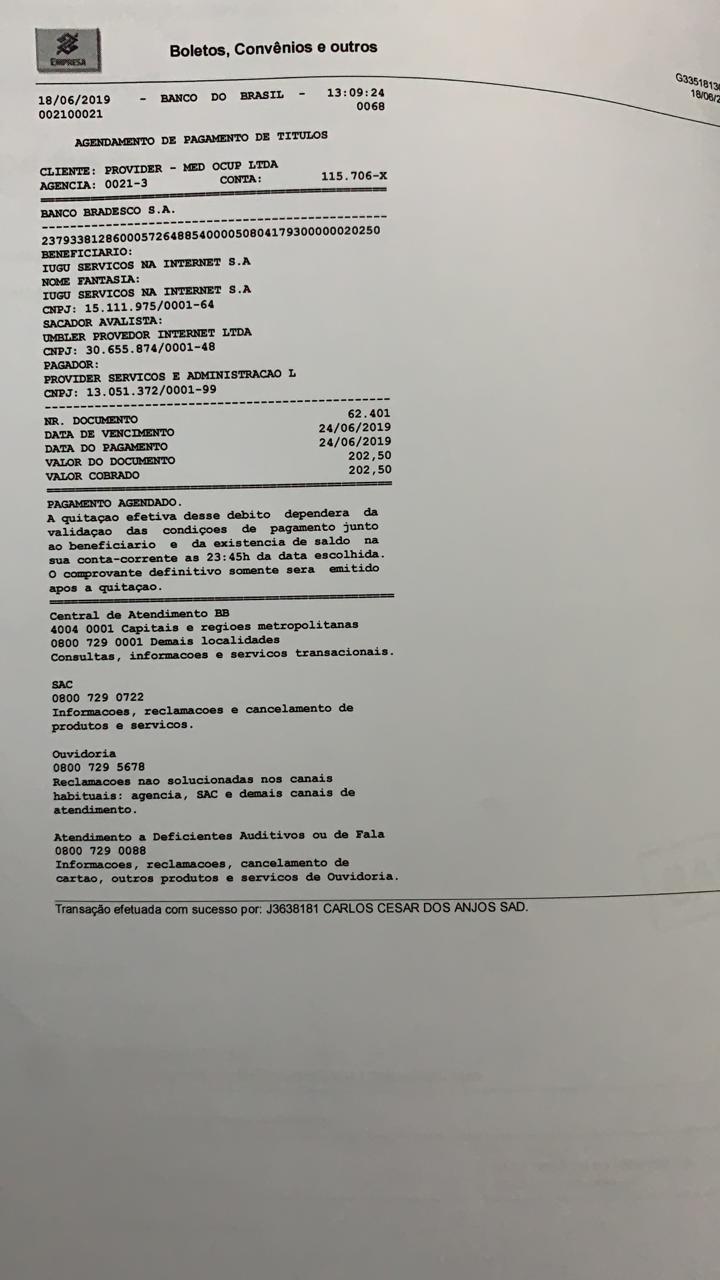 EMPRESA
Boletos, Convênios e outros
G3351813
18/06/2
18/06/2019 - BANCO DO BRASIL - 13:09:24
002100021 0068
AGENDAMENTO DE PAGAMENTO DE TITULOS
CLIENTE: PROVIDER - MED OCUP LTDA
AGENCIA: 0021-3 CONTA: 115.706-X
BANCO BRADESCO S.A.
23793381286000572648854000050804179300000020250
BENEFICIARIO:
IUGU SERVICOS NA INTERNET S.A
NOME FANTASIA:
IUGU SERVICOS NA INTERNET S.A
CNPJ: 15.111.975/0001-64
SACADOR AVALISTA:
UMBLER PROVEDOR INTERNET LTDA
CNPJ: 30.655.874/0001-48
PAGADOR:
PROVIDER SERVICOS E ADMINISTRACAO L
CNPJ: 13.051.372/0001-99
NR. DOCUMENTO 62.401
DATA DE VENCIMENTO 24/06/2019
DATA DO PAGAMENTO 24/06/2019
VALOR DO DOCUMENTO 202,50
VALOR COBRADO 202,50
PAGAMENTO AGENDADO.
A quitaçao efetiva desse debito dependera da
validaçao das condiçoes de pagamento junto
ao beneficiario e da existencia de saldo na
sua conta-corrente as 23:45h da data escolhida.
O comprovante definitivo somente sera emitido
apos a quitaçao.
Central de Atendimento BB
4004 0001 Capitais e regioes metropolitanas
0800 729 0001 Demais localidades
Consultas, informacoes e servicos transacionais.
SAC
0800 729 0722
Informacoes, reclamacoes e cancelamento de
produtos e servicos.
Ouvidoria
0800 729 5678
Reclamacoes nao solucionadas nos canais
habituais: agencia, SAC e demais canais de
atendimento.
Atendimento a Deficientes Auditivos ou de Fala
0800 729 0088
Informacoes, reclamacoes, cancelamento de
cartao, outros produtos e servicos de Ouvidoria.
Transação efetuada com sucesso por: J3638181 CARLOS CESAR DOS ANJOS SAD.